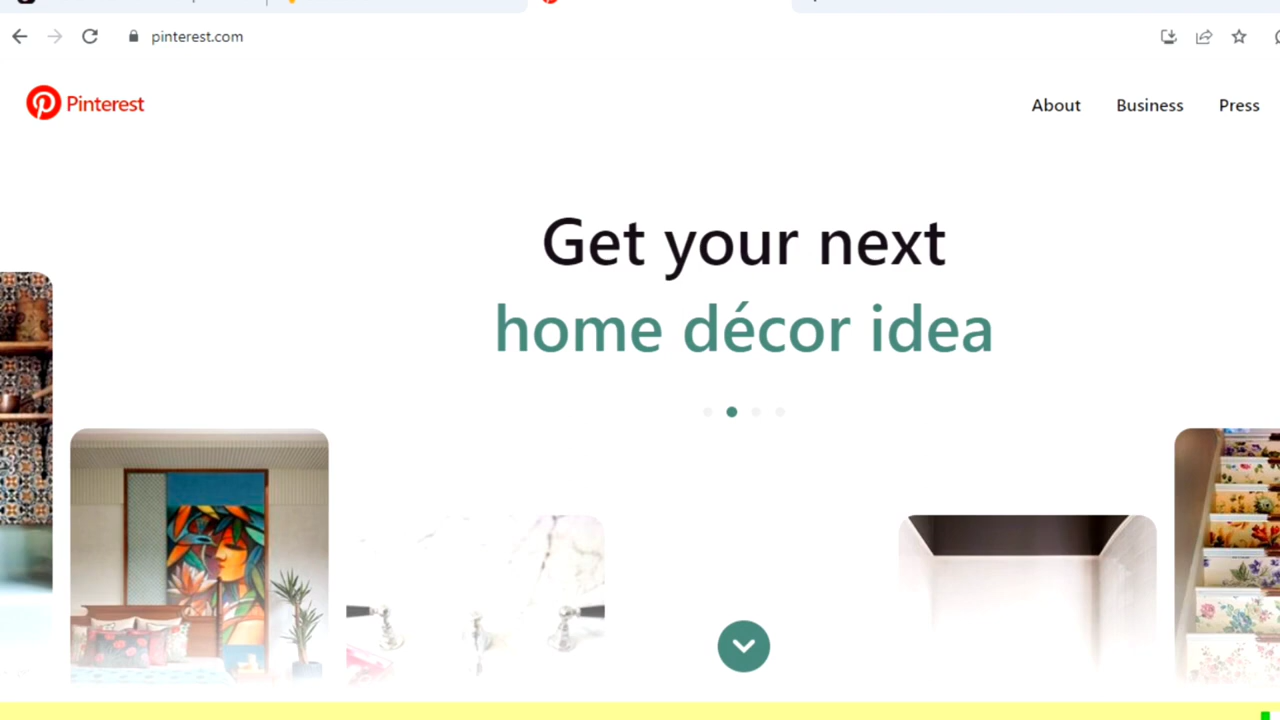 pinterest.com
Pinterest
About Business Press
Get your next
home décor idea